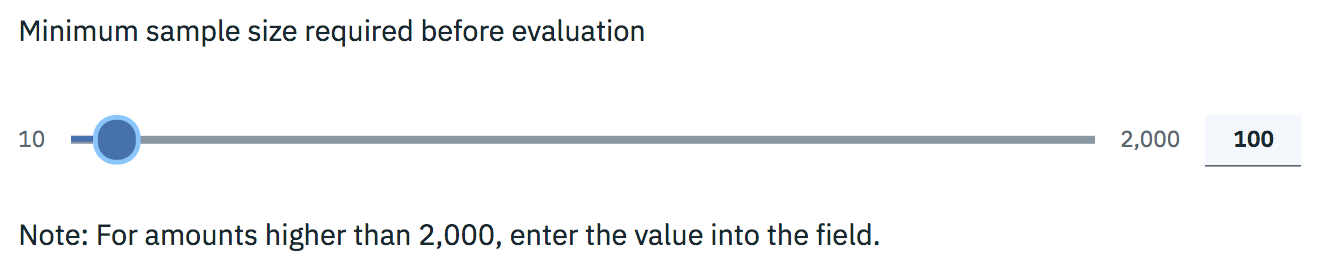 Minimum sample size required before evaluation
10 2,000 100
Note: For amounts higher than 2,000, enter the value into the field.